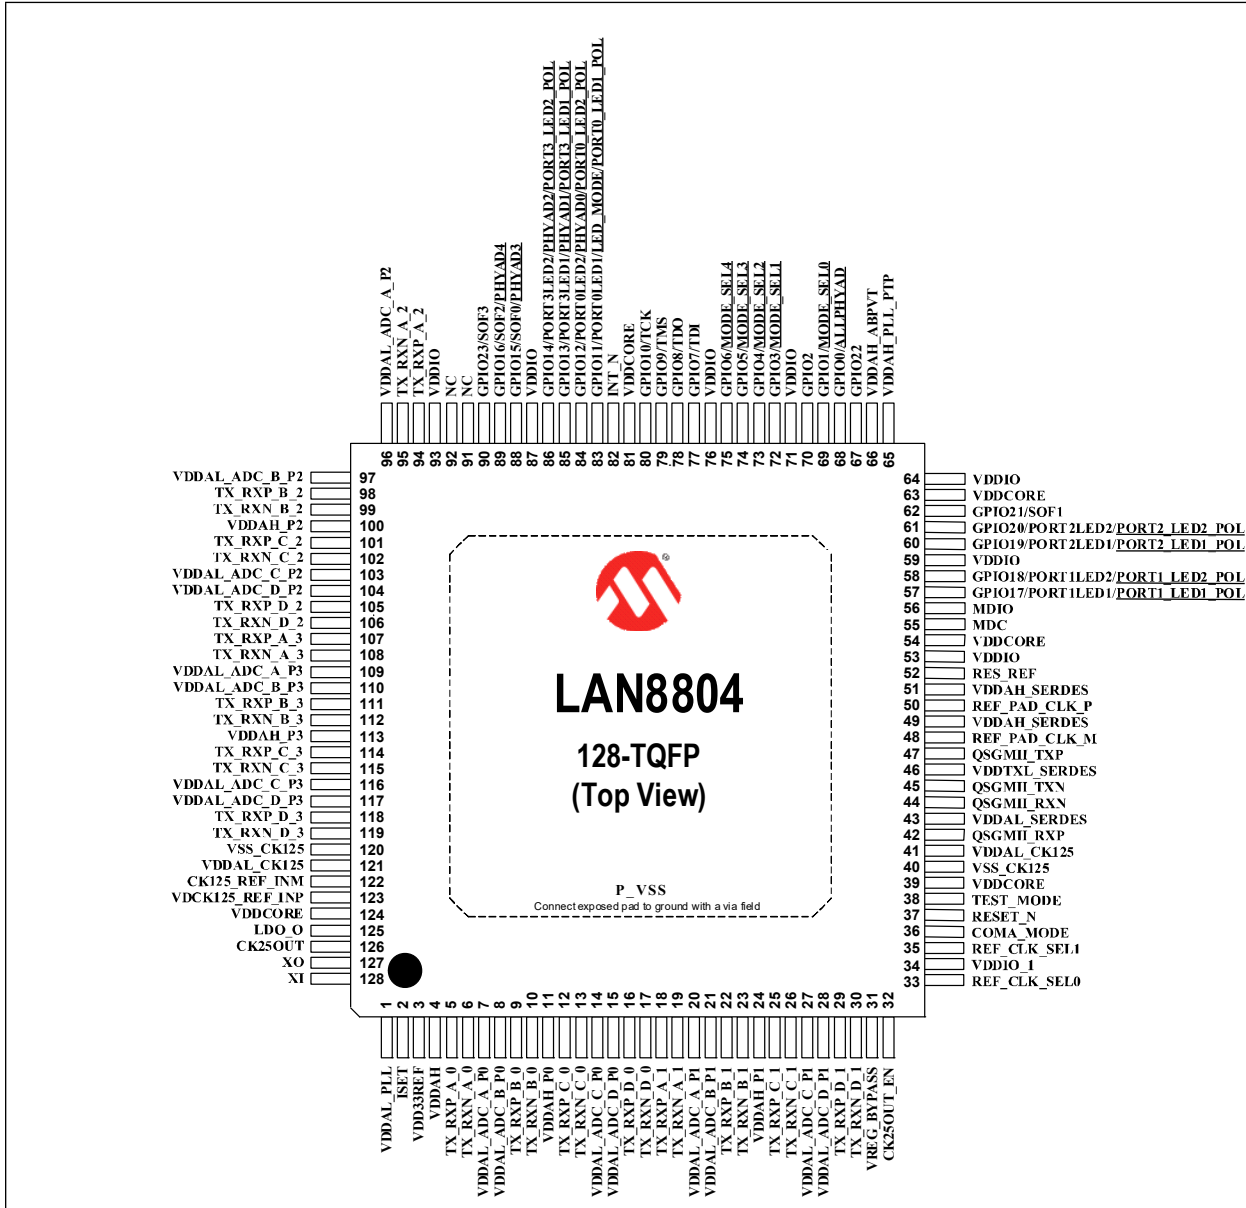 VDDAL_ADC_A_P2
TX_RXN_A_2
TX_RXP_A_2
VDDIO
NC
NC
GPIO23/SOF3
GPIO16/SOF2/PHYAD4
GPIO15/SOF0/PHYAD3
VDDIO
GPIO14/PORT3LED2/PHYAD2/PORT3_LED2_POL
GPIO13/PORT3LED1/PHYAD1/PORT3_LED1_POL
GPIO12/PORT0LED2/PHYAD0/PORT0_LED2_POL
GPIO11/PORT0LED1/LED_MODE/PORT0_LED1_POL
INT_N
VDDCORE
GPIO10/TCK
GPIO9/TMS
GPIO8/TDO
GPIO7/TDI
VDDIO
GPIO6/MODE_SEL4
GPIO5/MODE_SEL3
GPIO4/MODE_SEL2
GPIO3/MODE_SEL1
VDDIO
GPIO2
GPIO1/MODE_SEL0
GPIO0/ALLPHYAD
GPIO22
VDDAH_ABPVT
VDDAH_PLL_PTP
96 95 94 93 92 91 90 89 88 87 86 85 84 83 82 81 80 79 78 77 76 75 74 73 72 71 70 69 68 67 66 65
VDDAL_ADC_B_P2 97
TX_RXP_B_2 98
TX_RXN_B_2 99
VDDAH_P2 100
TX_RXP_C_2 101
TX_RXN_C_2 102
VDDAL_ADC_C_P2 103
VDDAL_ADC_D_P2 104
TX_RXP_D_2 105
TX_RXN_D_2 106
TX_RXP_A_3 107
TX_RXN_A_3 108
VDDAL_ADC_A_P3 109
VDDAL_ADC_B_P3 110
TX_RXP_B_3 111
TX_RXN_B_3 112
VDDAH_P3 113
TX_RXP_C_3 114
TX_RXN_C_3 115
VDDAL_ADC_C_P3 116
VDDAL_ADC_D_P3 117
TX_RXP_D_3 118
TX_RXN_D_3 119
VSS_CK125 120
VDDAL_CK125 121
CK125_REF_INM 122
VDCK125_REF_INP 123
VDDCORE 124
LDO_O 125
CK25OUT 126
XO 127
XI 128
®
LAN8804
128-TQFP
(Top View)
P_VSS
Connect exposed pad to ground with a via field
64 VDDIO
63 VDDCORE
62 GPIO21/SOF1
61 GPIO20/PORT2LED2/PORT2_LED2_POL
60 GPIO19/PORT2LED1/PORT2_LED1_POL
59 VDDIO
58 GPIO18/PORT1LED2/PORT1_LED2_POL
57 GPIO17/PORT1LED1/PORT1_LED1_POL
56 MDIO
55 MDC
54 VDDCORE
53 VDDIO
52 RES_REF
51 VDDAH_SERDES
50 REF_PAD_CLK_P
49 VDDAH_SERDES
48 REF_PAD_CLK_M
47 QSGMII_TXP
46 VDDTXL_SERDES
45 QSGMII_TXN
44 QSGMII_RXN
43 VDDAL_SERDES
42 QSGMII_RXP
41 VDDAL_CK125
40 VSS_CK125
39 VDDCORE
38 TEST_MODE
37 RESET_N
36 COMA_MODE
35 REF_CLK_SEL1
34 VDDIO_1
33 REF_CLK_SEL0
1 2 3 4 5 6 7 8 9 10 11 12 13 14 15 16 17 18 19 20 21 22 23 24 25 26 27 28 29 30 31 32
VDDAL_PLL
ISET
VDD33REF
VDDAH
TX_RXP_A_0
TX_RXN_A_0
VDDAL_ADC_A_P0
VDDAL_ADC_B_P0
TX_RXP_B_0
TX_RXN_B_0
VDDAH_P0
TX_RXP_C_0
TX_RXN_C_0
VDDAL_ADC_C_P0
VDDAL_ADC_D_P0
TX_RXP_D_0
TX_RXN_D_0
TX_RXP_A_1
TX_RXN_A_1
VDDAL_ADC_A_P1
VDDAL_ADC_B_P1
TX_RXP_B_1
TX_RXN_B_1
VDDAH_P1
TX_RXP_C_1
TX_RXN_C_1
VDDAL_ADC_C_P1
VDDAL_ADC_D_P1
TX_RXP_D_1
TX_RXN_D_1
VREG_BYPASS
CK25OUT_EN